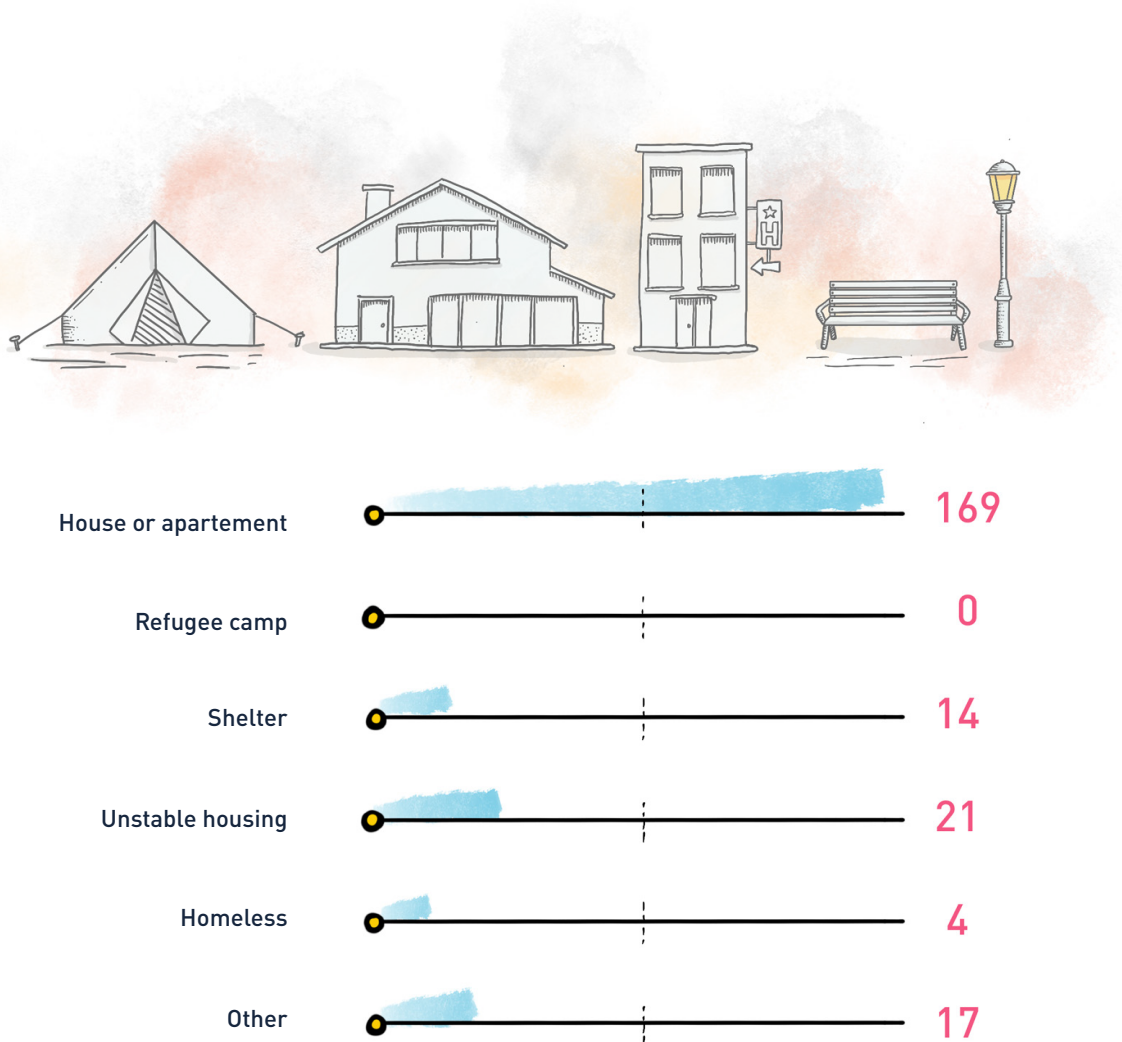 H
House or apartement
169
Refugee camp
0
Shelter
14
Unstable housing
21
Homeless
4
Other
17